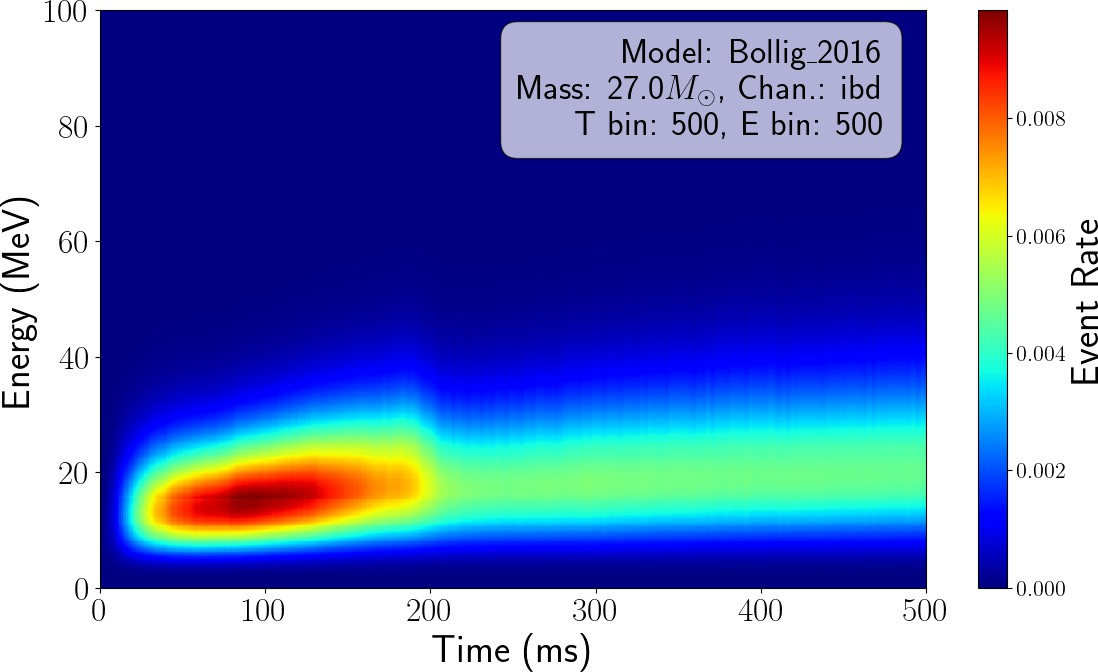 Model: Bollig_2016
Mass: 27.0M☉, Chan.: ibd
T bin: 500, E bin: 500
100
80
60
40
20
0
Energy (MeV)
0 100 200 300 400 500
Time (ms)
0.008
0.006
0.004
0.002
0.000
Event Rate